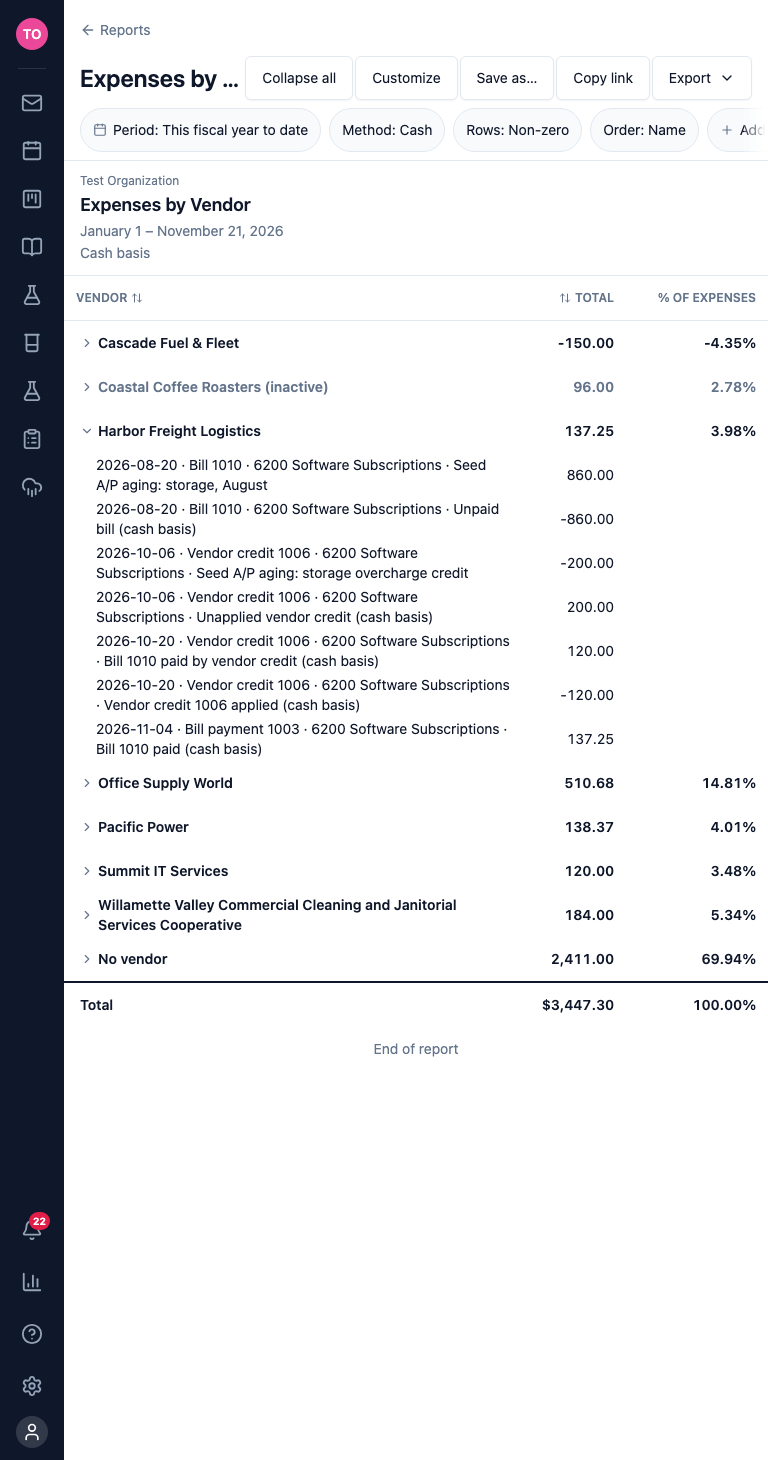 TO
Reports
Expenses by ...
Collapse all
Customize
Save as...
Copy link
Export
Period: This fiscal year to date
Method: Cash
Rows: Non-zero
Order: Name
Test Organization
Expenses by Vendor
January 1 – November 21, 2026
Cash basis
VENDOR TOTAL % OF EXPENSES
Cascade Fuel & Fleet -150.00 -4.35%
Coastal Coffee Roasters (inactive) 96.00 2.78%
Harbor Freight Logistics 137.25 3.98%
2026-08-20 · Bill 1010 · 6200 Software Subscriptions · Seed
A/P aging: storage, August
860.00
2026-08-20 · Bill 1010 · 6200 Software Subscriptions · Unpaid
bill (cash basis)
-860.00
2026-10-06 · Vendor credit 1006 · 6200 Software
Subscriptions · Seed A/P aging: storage overcharge credit
-200.00
2026-10-06 · Vendor credit 1006 · 6200 Software
Subscriptions · Unapplied vendor credit (cash basis)
200.00
2026-10-20 · Vendor credit 1006 · 6200 Software Subscriptions
· Bill 1010 paid by vendor credit (cash basis)
120.00
2026-10-20 · Vendor credit 1006 · 6200 Software Subscriptions
· Vendor credit 1006 applied (cash basis)
-120.00
2026-11-04 · Bill payment 1003 · 6200 Software Subscriptions ·
Bill 1010 paid (cash basis)
137.25
Office Supply World 510.68 14.81%
Pacific Power 138.37 4.01%
Summit IT Services 120.00 3.48%
Willamette Valley Commercial Cleaning and Janitorial
Services Cooperative
184.00 5.34%
No vendor 2,411.00 69.94%
Total $3,447.30 100.00%
End of report
22